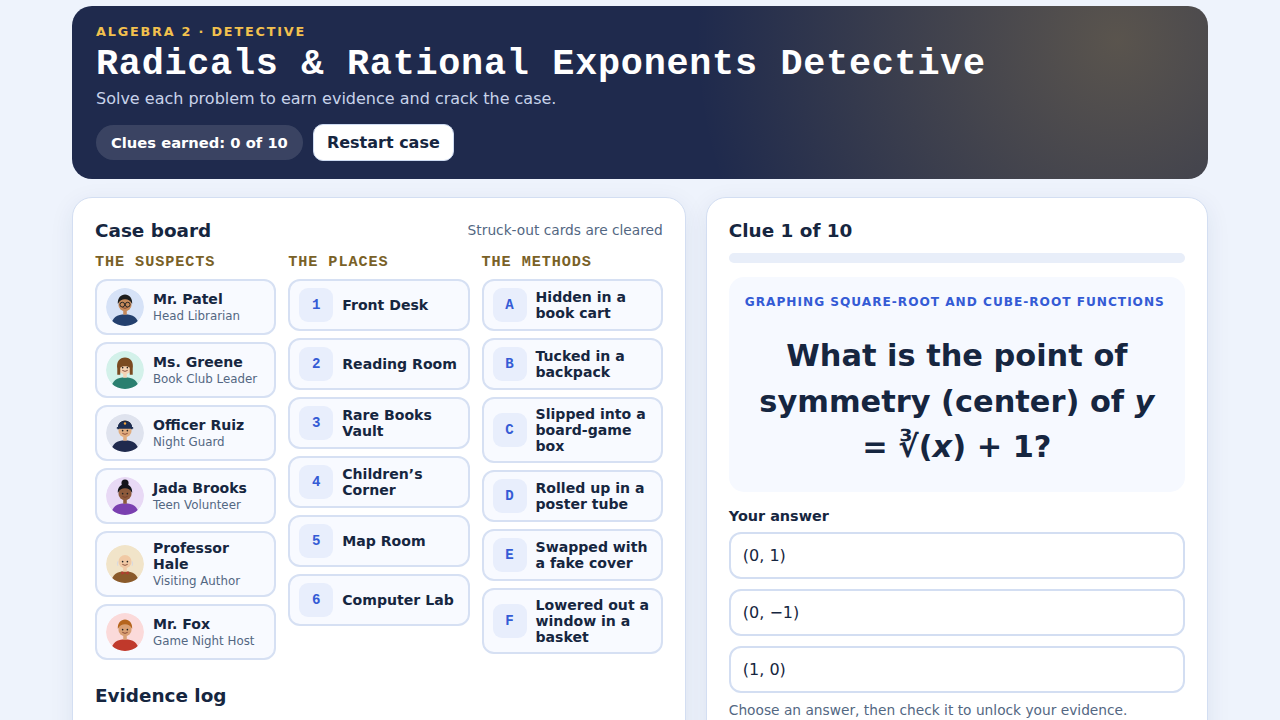 ALGEBRA 2 · DETECTIVE
Radicals & Rational Exponents Detective
Solve each problem to earn evidence and crack the case.
Clues earned: 0 of 10
Restart case
Case board
Struck-out cards are cleared
THE SUSPECTS
Mr. Patel
Head Librarian
Ms. Greene
Book Club Leader
Officer Ruiz
Night Guard
Jada Brooks
Teen Volunteer
Professor
Hale
Visiting Author
Mr. Fox
Game Night Host
THE PLACES
1 Front Desk
2 Reading Room
3 Rare Books
Vault
4 Children’s
Corner
5 Map Room
6 Computer Lab
THE METHODS
A Hidden in a
book cart
B Tucked in a
backpack
C Slipped into a
board-game
box
D Rolled up in a
poster tube
E Swapped with
a fake cover
F Lowered out a
window in a
basket
Evidence log
Clue 1 of 10
GRAPHING SQUARE-ROOT AND CUBE-ROOT FUNCTIONS
What is the point of
symmetry (center) of y
= ∛(x) + 1?
Your answer
(0, 1)
(0, −1)
(1, 0)
Choose an answer, then check it to unlock your evidence.